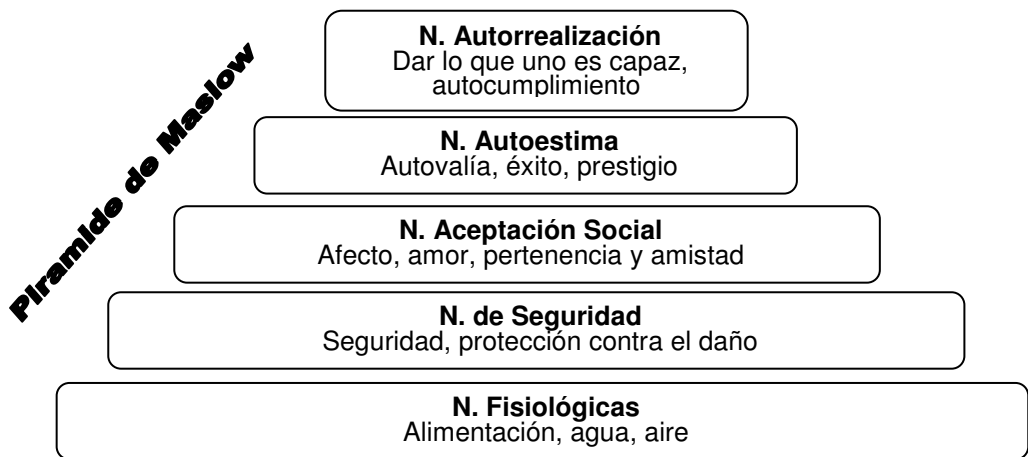 Piramide de Maslow
N. Autorrealización
Dar lo que uno es capaz,
autocumplimiento
N. Autoestima
Autovalía, éxito, prestigio
N. Aceptación Social
Afecto, amor, pertenencia y amistad
N. de Seguridad
Seguridad, protección contra el daño
N. Fisiológicas
Alimentación, agua, aire